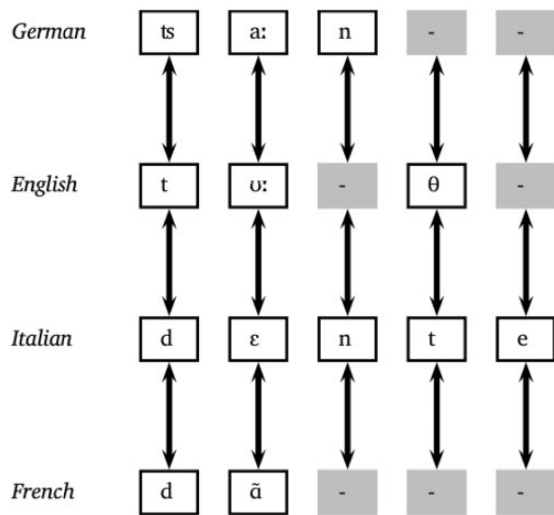 German ts aː n - -
English t ʊː - θ -
Italian d ɛ n t e
French d ɑ̃ - - -